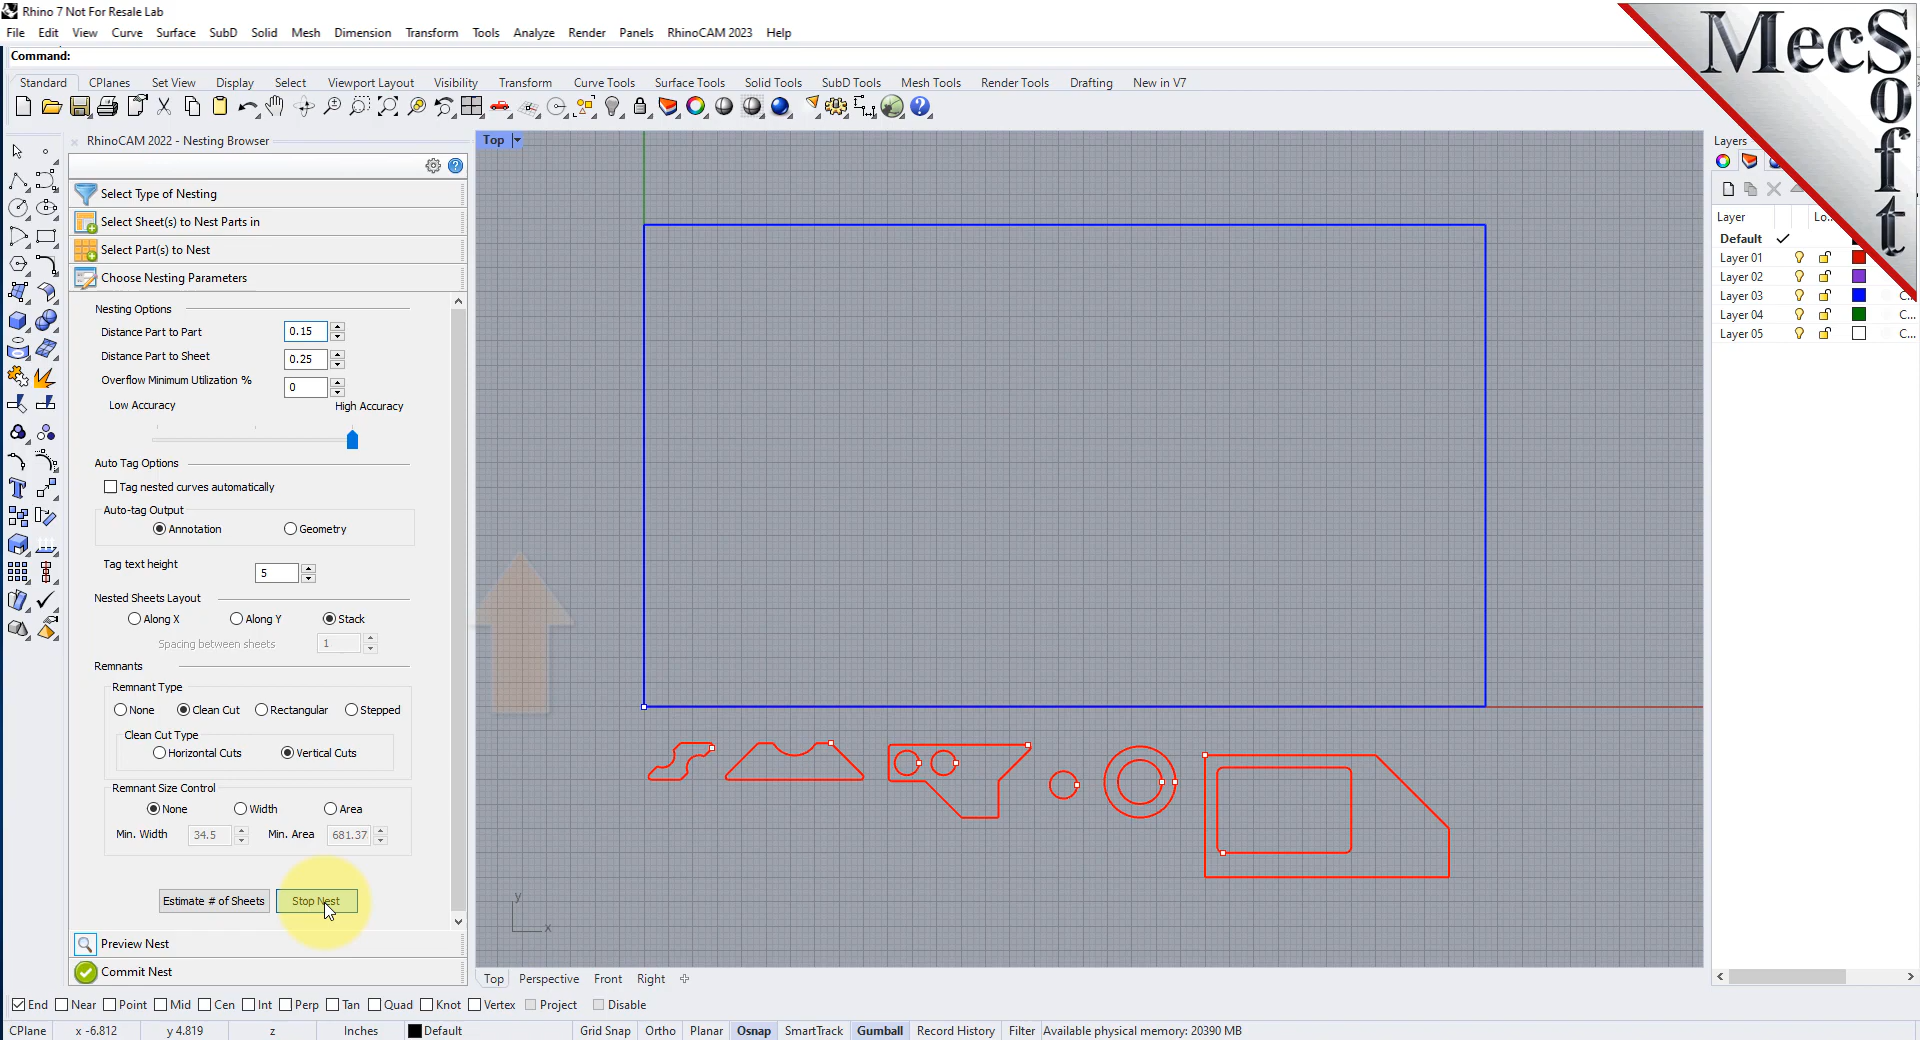 Rhino 7 Not For Resale Lab
File Edit View Curve Surface SubD Solid Mesh Dimension Transform Tools Analyze Render Panels RhinoCAM 2023 Help
Command:
Standard CPlanes Set View Display Select Viewport Layout Visibility Transform Curve Tools Surface Tools Solid Tools SubD Tools Mesh Tools Render Tools Drafting New in V7
MecSoft
RhinoCAM 2022 - Nesting Browser
Select Type of Nesting
Select Sheet(s) to Nest Parts in
Select Part(s) to Nest
Choose Nesting Parameters
Nesting Options
Distance Part to Part 0.15
Distance Part to Sheet 0.25
Overflow Minimum Utilization % 0
Low Accuracy High Accuracy
Auto Tag Options
Tag nested curves automatically
Auto-tag Output
Annotation Geometry
Tag text height 5
Nested Sheets Layout
Along X Along Y Stack
Spacing between sheets 1
Remnants
Remnant Type
None Clean Cut Rectangular Stepped
Clean Cut Type
Horizontal Cuts Vertical Cuts
Remnant Size Control
None Width Area
Min. Width 34.5 Min. Area 681.37
Estimate # of Sheets Stop Nest
Preview Nest
Commit Nest
Top
y
x
Top Perspective Front Right
Layers
Layer Lo...
Default
Layer 01
Layer 02
Layer 03 C...
Layer 04 C...
Layer 05 C...
End Near Point Mid Cen Int Perp Tan Quad Knot Vertex Project Disable
CPlane x -6.812 y 4.819 z Inches Default Grid Snap Ortho Planar Osnap SmartTrack Gumball Record History Filter Available physical memory: 20390 MB